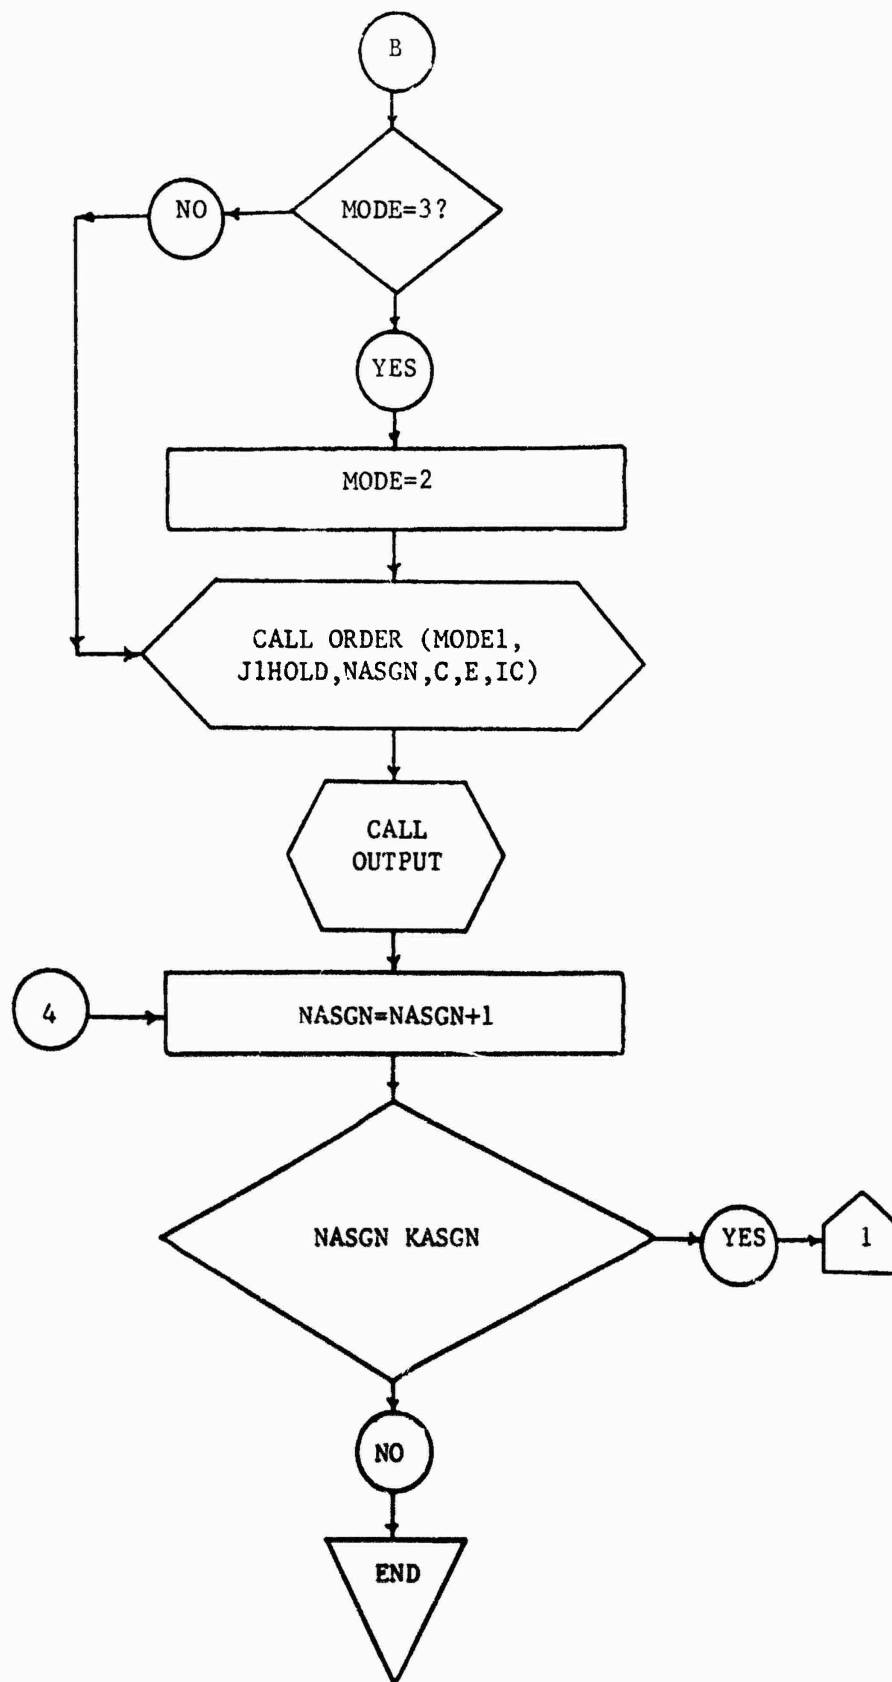 B
MODE=3?
NO
YES
MODE=2
CALL ORDER (MODE1,
J1HOLD,NASGN,C,E,IC)
CALL
OUTPUT
4
NASGN=NASGN+1
NASGN KASGN
YES
1
NO
END